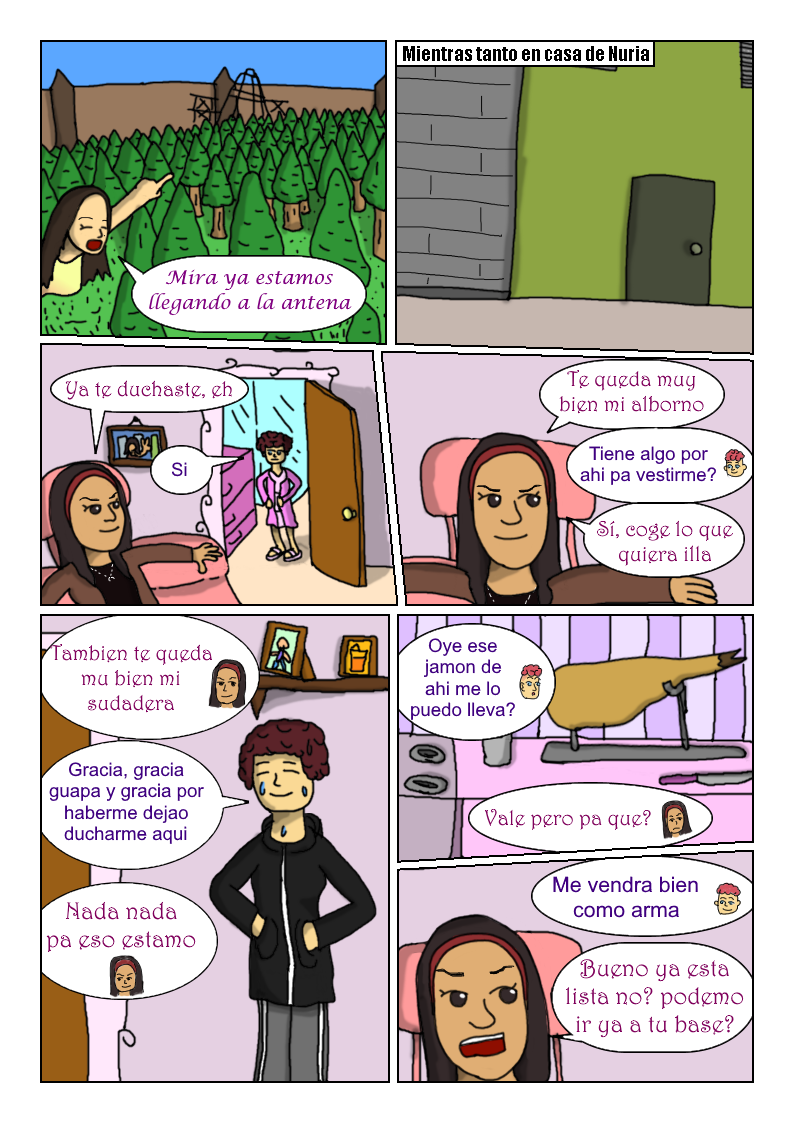 Mira ya estamos
llegando a la antena
Mientras tanto en casa de Nuria
Ya te duchaste, eh
Si
Te queda muy
bien mi alborno
Tiene algo por
ahi pa vestirme?
Sí, coge lo que
quiera illa
Tambien te queda
mu bien mi
sudadera
Gracia, gracia
guapa y gracia por
haberme dejao
ducharme aqui
Nada nada
pa eso estamo
Oye ese
jamon de
ahi me lo
puedo lleva?
Vale pero pa que?
Me vendra bien
como arma
Bueno ya esta
lista no? podemo
ir ya a tu base?